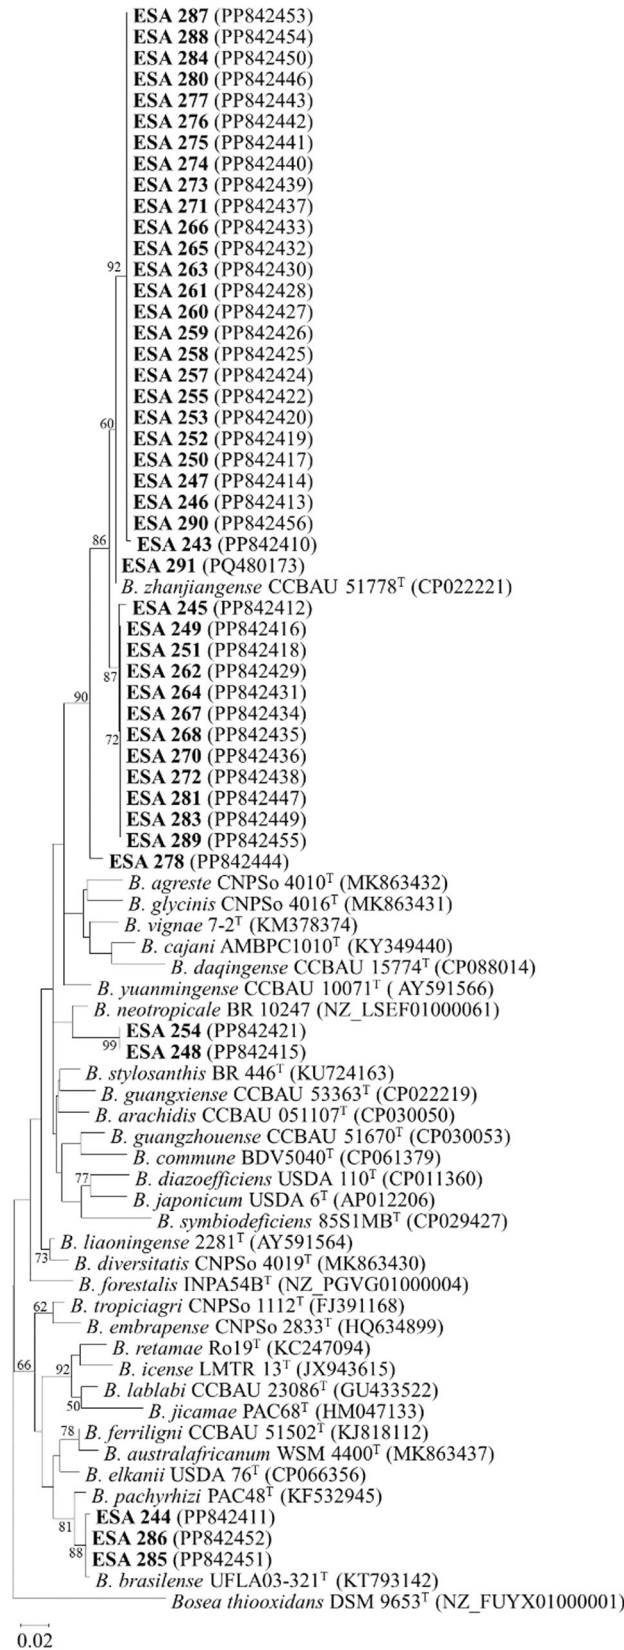 ESA 287 (PP842453)
ESA 288 (PP842454)
ESA 284 (PP842450)
ESA 280 (PP842446)
ESA 277 (PP842443)
ESA 276 (PP842442)
ESA 275 (PP842441)
ESA 274 (PP842440)
ESA 273 (PP842439)
ESA 271 (PP842437)
ESA 266 (PP842433)
ESA 265 (PP842432)
92 ESA 263 (PP842430)
ESA 261 (PP842428)
ESA 260 (PP842427)
ESA 259 (PP842426)
ESA 258 (PP842425)
ESA 257 (PP842424)
ESA 255 (PP842422)
ESA 253 (PP842420)
60 ESA 252 (PP842419)
ESA 250 (PP842417)
ESA 247 (PP842414)
ESA 246 (PP842413)
ESA 290 (PP842456)
86 ESA 243 (PP842410)
ESA 291 (PQ480173)
B. zhanjiangense CCBAU 51778ᵀ (CP022221)
ESA 245 (PP842412)
ESA 249 (PP842416)
ESA 251 (PP842418)
87 ESA 262 (PP842429)
90 ESA 264 (PP842431)
ESA 267 (PP842434)
72 ESA 268 (PP842435)
ESA 270 (PP842436)
ESA 272 (PP842438)
ESA 281 (PP842447)
ESA 283 (PP842449)
ESA 289 (PP842455)
ESA 278 (PP842444)
B. agreste CNPSo 4010ᵀ (MK863432)
B. glycinis CNPSo 4016ᵀ (MK863431)
B. vignae 7-2ᵀ (KM378374)
B. cajani AMBPC1010ᵀ (KY349440)
B. daqingense CCBAU 15774ᵀ (CP088014)
B. yuanmingense CCBAU 10071ᵀ ( AY591566)
B. neotropicale BR 10247 (NZ_LSEF01000061)
ESA 254 (PP842421)
99 ESA 248 (PP842415)
B. stylosanthis BR 446ᵀ (KU724163)
B. guangxiense CCBAU 53363ᵀ (CP022219)
B. arachidis CCBAU 051107ᵀ (CP030050)
B. guangzhouense CCBAU 51670ᵀ (CP030053)
B. commune BDV5040ᵀ (CP061379)
77 B. diazoefficiens USDA 110ᵀ (CP011360)
B. japonicum USDA 6ᵀ (AP012206)
B. symbiodeficiens 85S1MBᵀ (CP029427)
B. liaoningense 2281ᵀ (AY591564)
73 B. diversitatis CNPSo 4019ᵀ (MK863430)
B. forestalis INPA54Bᵀ (NZ_PGVG01000004)
62 B. tropiciagri CNPSo 1112ᵀ (FJ391168)
B. embrapense CNPSo 2833ᵀ (HQ634899)
B. retamae Ro19ᵀ (KC247094)
66 92 B. icense LMTR 13ᵀ (JX943615)
B. lablabi CCBAU 23086ᵀ (GU433522)
50 B. jicamae PAC68ᵀ (HM047133)
78 B. ferriligni CCBAU 51502ᵀ (KJ818112)
B. australafricanum WSM 4400ᵀ (MK863437)
B. elkanii USDA 76ᵀ (CP066356)
B. pachyrhizi PAC48ᵀ (KF532945)
81 ESA 244 (PP842411)
ESA 286 (PP842452)
88 ESA 285 (PP842451)
B. brasilense UFLA03-321ᵀ (KT793142)
Bosea thiooxidans DSM 9653ᵀ (NZ_FUYX01000001)
0.02